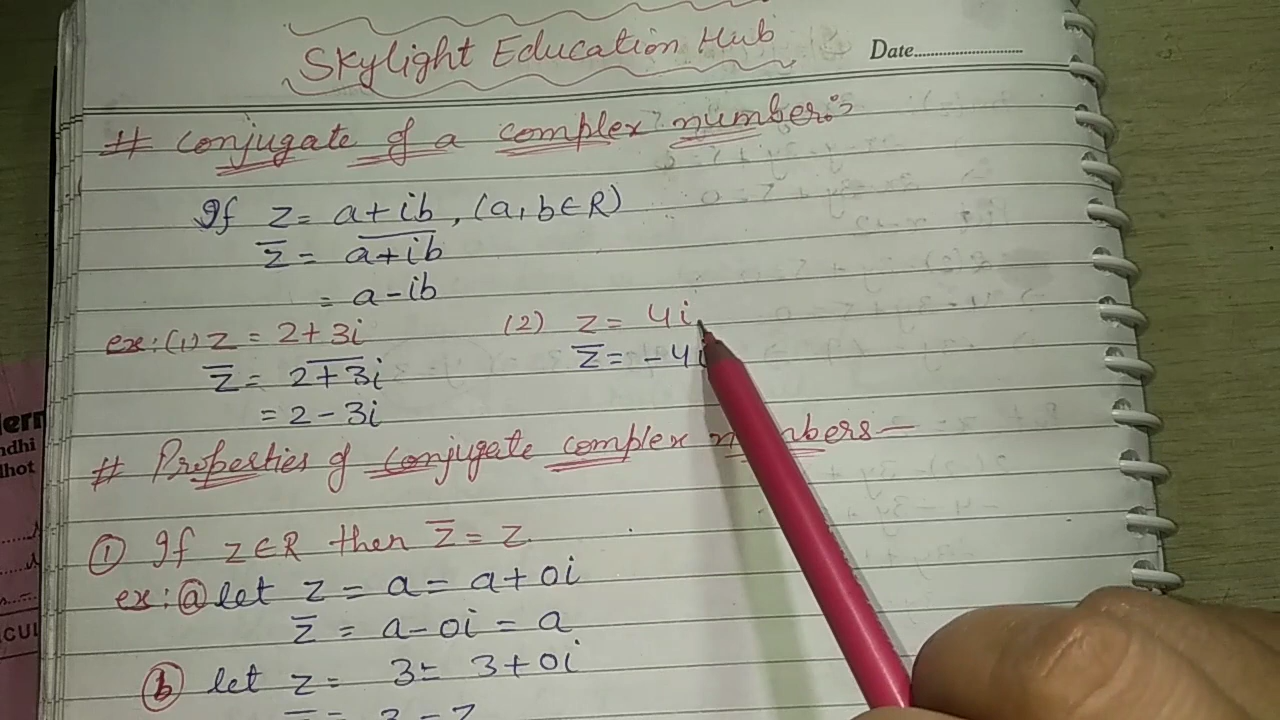 Skylight Education Hub
Date
# Conjugate of a complex number:-
If z = a+ib, (a, b ∈ R)
z̅ = \overline{a+ib}
= a-ib
ex:(1) z = 2+3i
z̅ = \overline{2+3i}
= 2-3i
(2) z = 4i
z̅ = -4i
# Properties of conjugate complex numbers-
① If z∈R then z̅ = z.
ex: ⓐ let z = a = a+0i
z̅ = a-0i = a
ⓑ let z = 3 = 3+0i